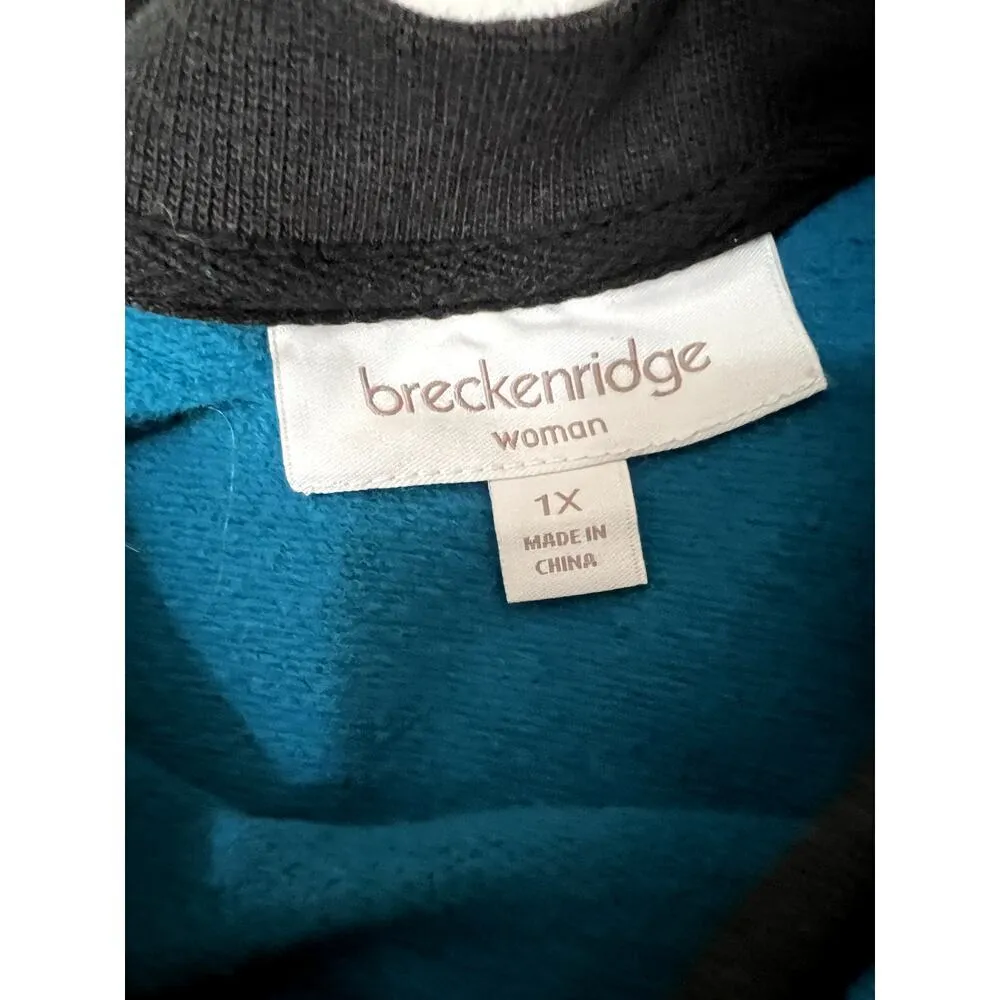 breckenridge
woman
1X
MADE IN
CHINA